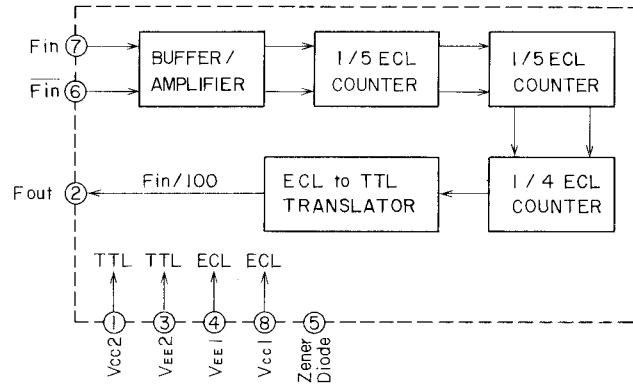 Fin 7
BUFFER/
AMPLIFIER
1/5 ECL
COUNTER
1/5 ECL
COUNTER
Fin 6
Fout 2
Fin/100
ECL to TTL
TRANSLATOR
1/4 ECL
COUNTER
TTL TTL ECL ECL
1 3 4 8 5
VCC2
VEE2
VEE1
Vcc1
Zener
Diode